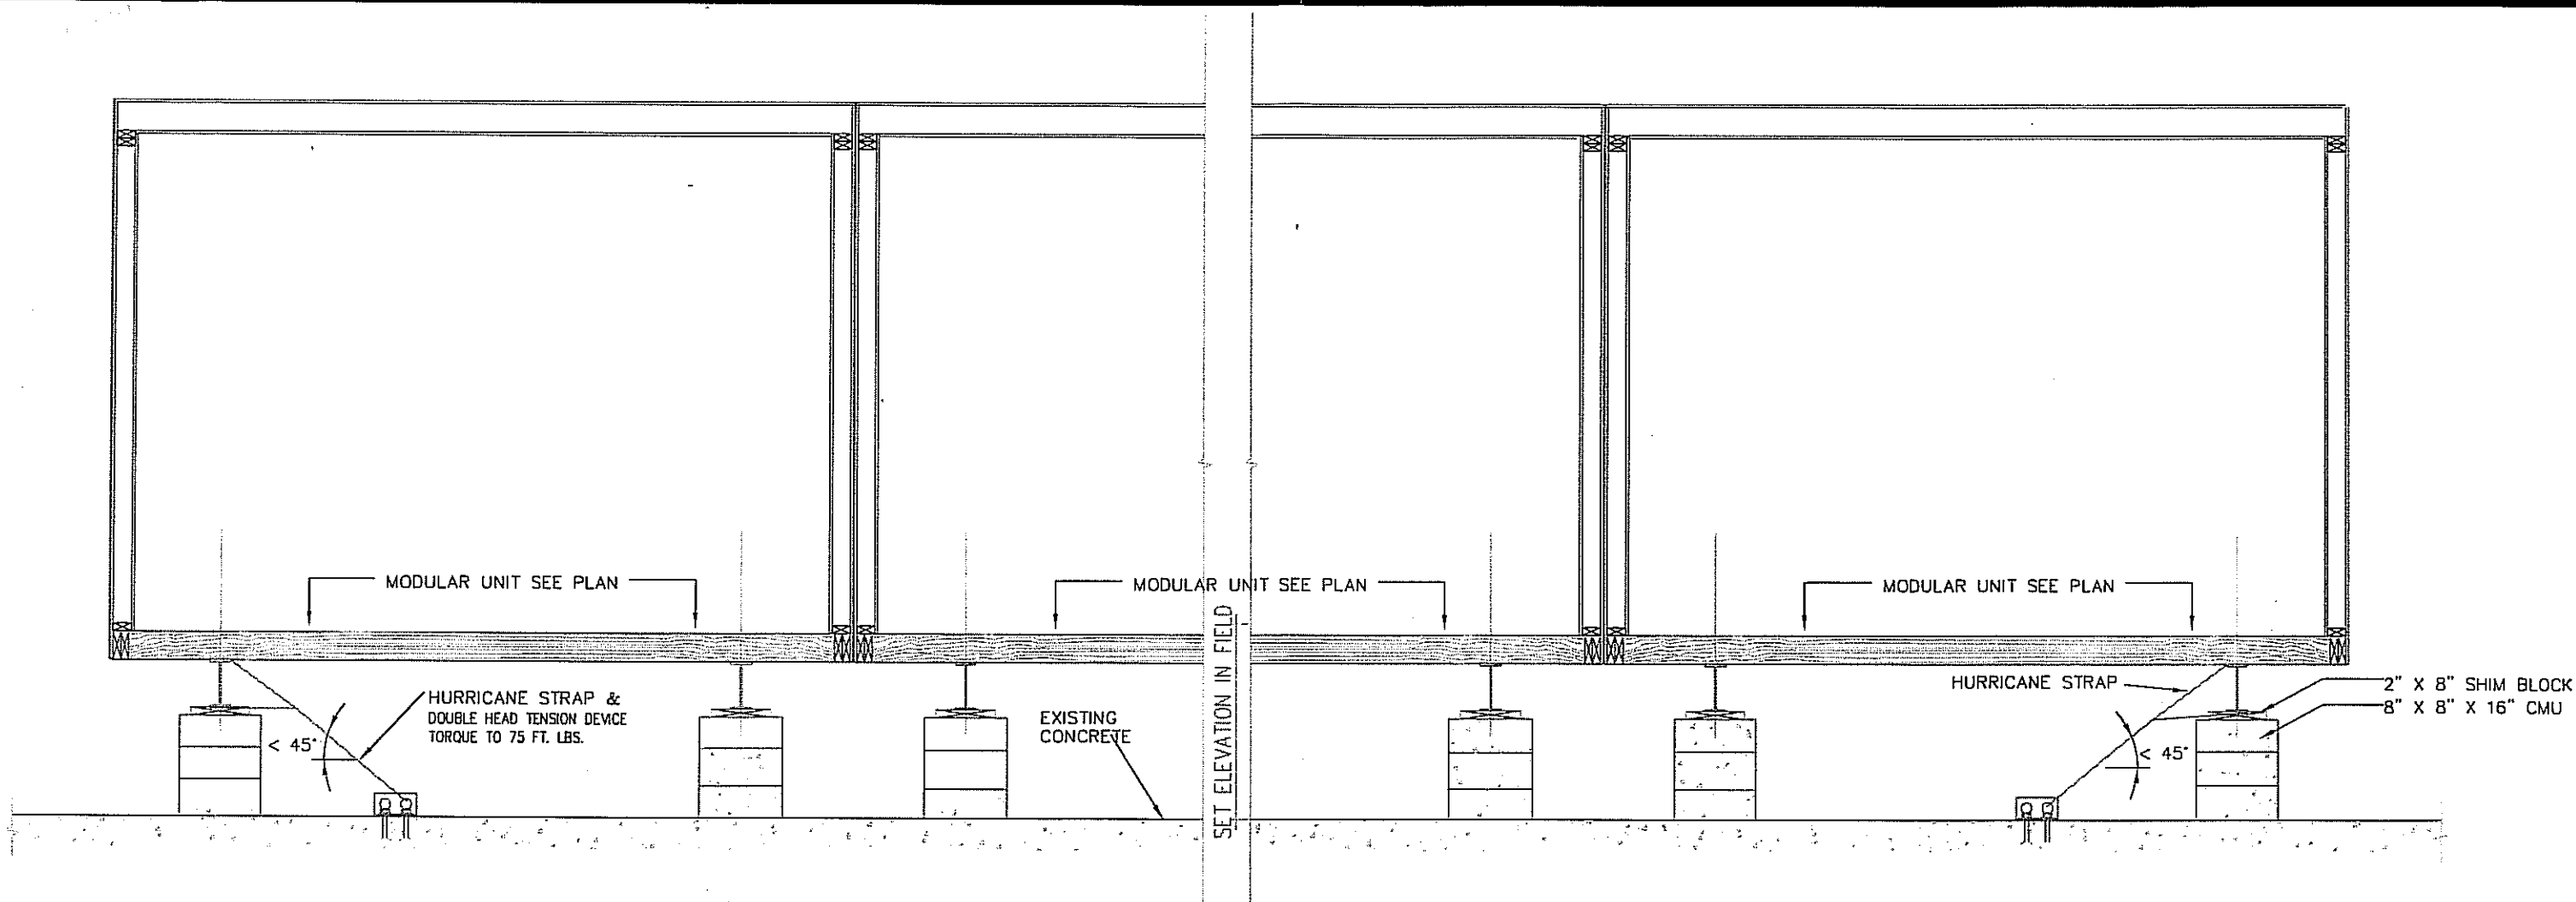 MODULAR UNIT SEE PLAN
MODULAR UNIT SEE PLAN
MODULAR UNIT SEE PLAN
HURRICANE STRAP &
DOUBLE HEAD TENSION DEVICE
TORQUE TO 75 FT. LBS.
< 45°
EXISTING
CONCRETE
SET ELEVATION IN FIELD
HURRICANE STRAP
< 45°
2" X 8" SHIM BLOCK
8" X 8" X 16" CMU